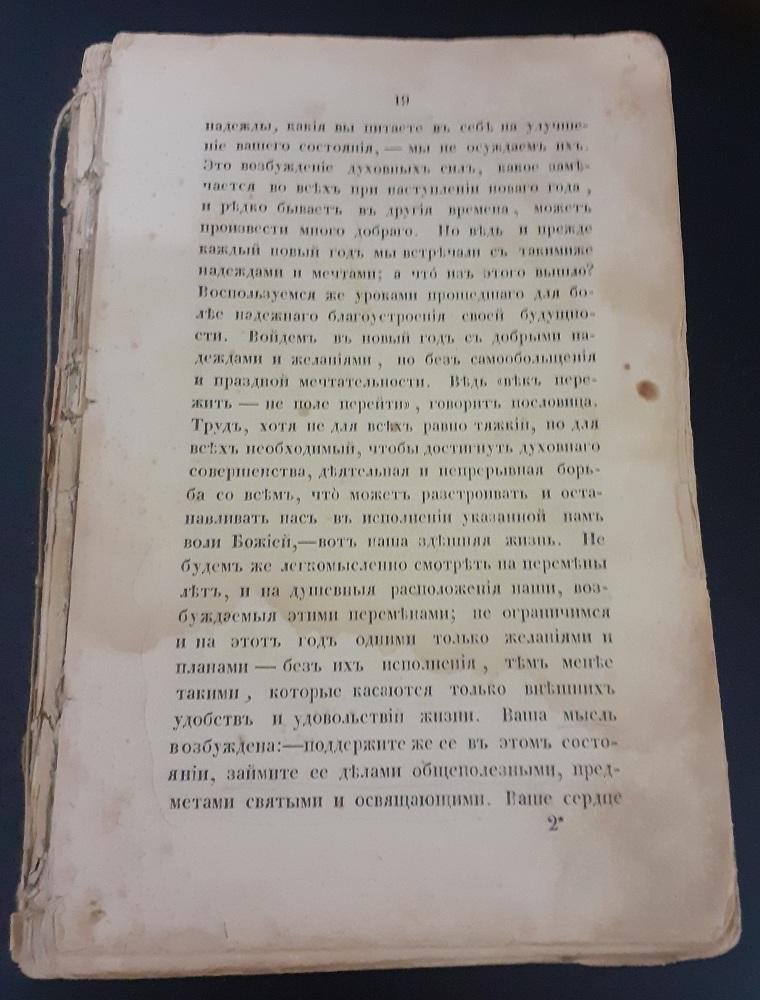 19
надежды, какія вы питаете въ себѣ на улучше-
ніе вашего состоянія, — мы не осуждаемъ ихъ.
Это возбужденіе духовныхъ силъ, какое замѣ-
чается во всѣхъ при наступленіи новаго года,
и рѣдко бываетъ въ другія времена, можетъ
произвести много добраго. Но вѣдь и прежде
каждый новый годъ мы встрѣчали съ такимиже
надеждами и мечтами; а что́ изъ этого вышло?
Воспользуемся же уроками прошедшаго для бо-
лѣе надежнаго благоустроенія своей будущно-
сти. Войдемъ въ новый годъ съ добрыми на-
деждами и желаніями, но безъ самообольщенія
и праздной мечтательности. Вѣдь «вѣкъ пере-
жить — не поле перейти», говоритъ пословица.
Трудъ, хотя не для всѣхъ равно тяжкій, но для
всѣхъ необходимый, чтобы достигнуть духовнаго
совершенства, дѣятельная и непрерывная борь-
ба со всѣмъ, что̀ можетъ разстроивать и оста-
навливать насъ въ исполненіи указанной намъ
воли Божіей,—вотъ наша здѣшняя жизнь. Не
будемъ же легкомысленно смотрѣть на перемѣны
лѣтъ, и на душевныя расположенія наши, воз-
буждаемыя этими перемѣнами; не ограничимся
и на этотъ годъ одними только желаніями и
планами — безъ ихъ исполненія, тѣмъ менѣе
такими, которые касаются только внѣшнихъ
удобствъ и удовольствій жизни. Ваша мысль
возбуждена:—поддержите же ее въ этомъ состо-
яніи, займите ее дѣлами общеполезными, пред-
метами святыми и освящающими. Ваше сердце
2*